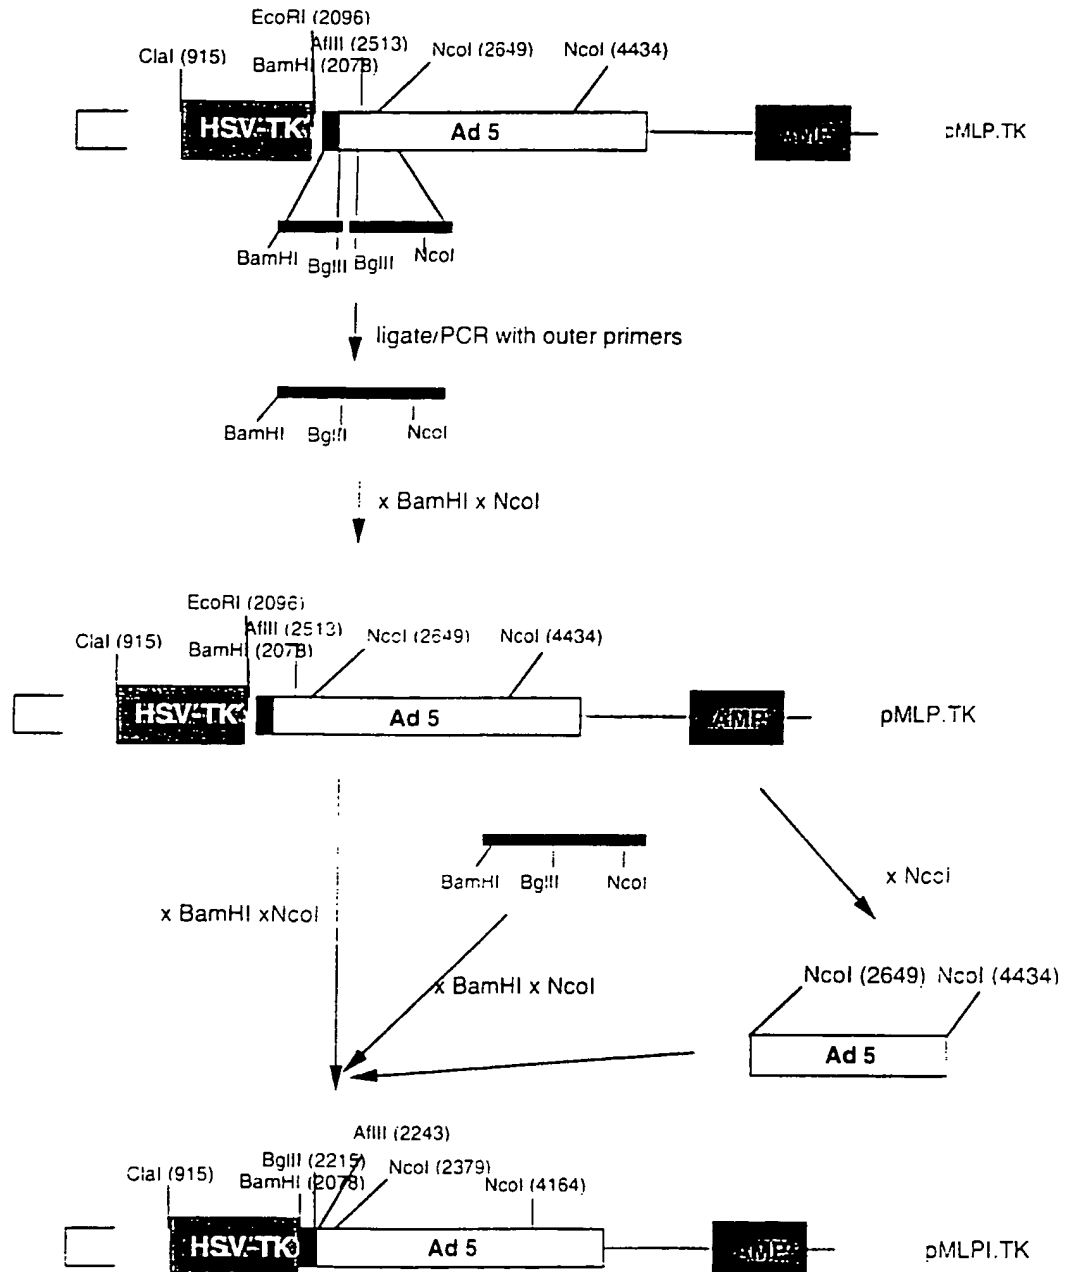 EcoRI (2096)
AflII (2513)
NcoI (2649)
NcoI (4434)
ClaI (915)
BamHI (2078)
HSV-TK
Ad 5
AMP
pMLP.TK
BamHI
BglII
BglII
NcoI
ligate/PCR with outer primers
BamHI
BglII
NcoI
x BamHI x NcoI
EcoRI (2096)
AflII (2513)
NcoI (2649)
NcoI (4434)
ClaI (915)
BamHI (2078)
HSV-TK
Ad 5
AMP
pMLP.TK
BamHI
BglII
NcoI
x NcoI
x BamHI xNcoI
x BamHI x NcoI
NcoI (2649)
NcoI (4434)
Ad 5
AflII (2243)
BglII (2215)
NcoI (2379)
ClaI (915)
BamHI (2078)
NcoI (4164)
HSV-TK
Ad 5
AMP
pMLPI.TK